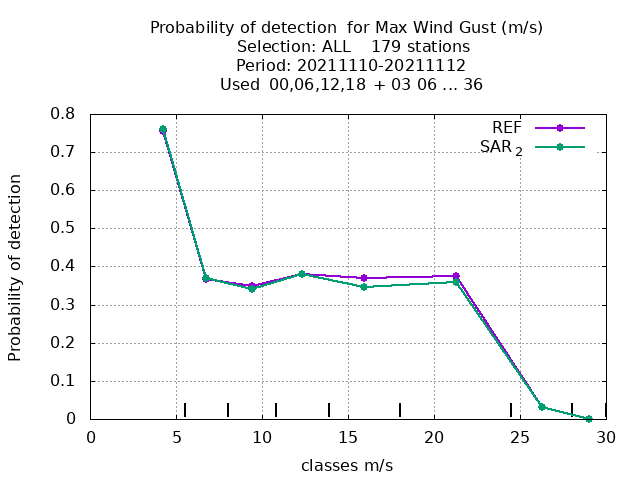 Probability of detection  for Max Wind Gust (m/s)
Selection: ALL    179 stations
Period: 20211110-20211112
Used  00,06,12,18  + 03 06 ... 36
REF
SAR 2
Probability of detection
0.8
0.7
0.6
0.5
0.4
0.3
0.2
0.1
0
0 5 10 15 20 25 30
classes m/s